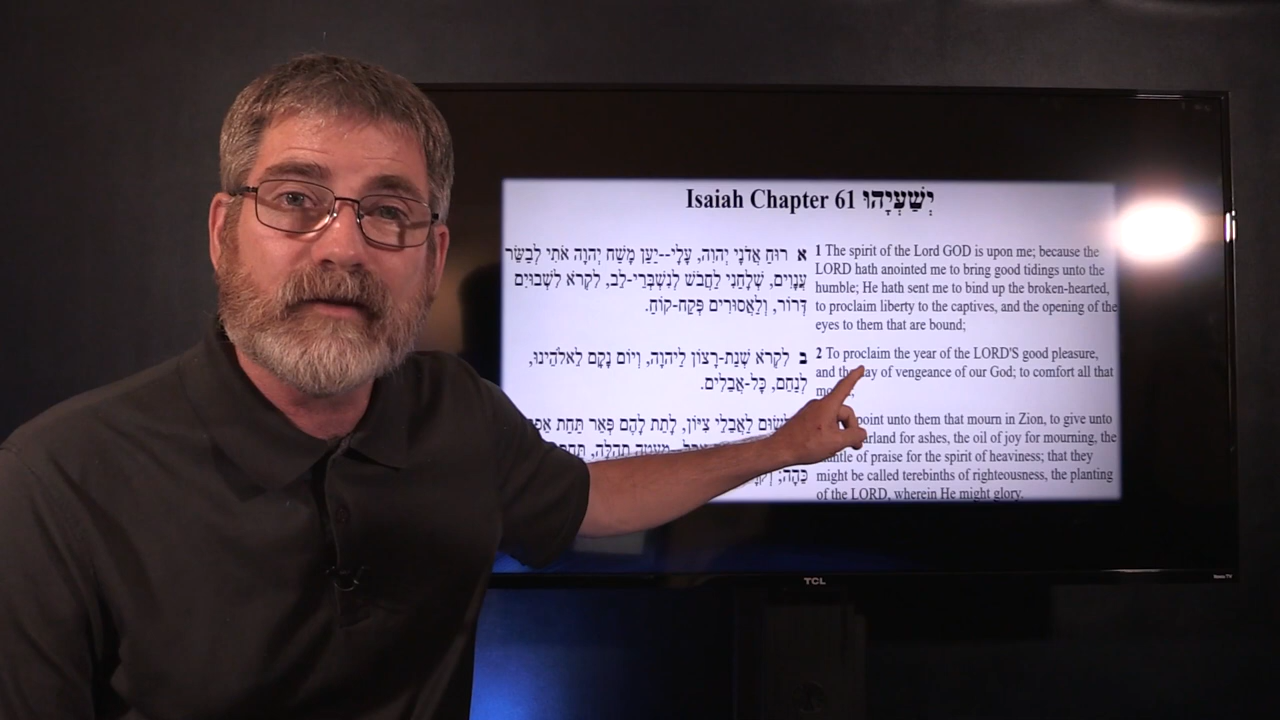 Isaiah Chapter 61 יְשַׁעְיָהוּ
א רוּחַ אֲדֹנָי יְהוִה, עָלָי--יַעַן מָשַׁח יְהוָה אֹתִי לְבַשֵּׂר
עֲנָוִים, שְׁלָחַנִי לַחֲבֹשׁ לְנִשְׁבְּרֵי-לֵב, לִקְרֹא לִשְׁבוּיִם
דְּרוֹר, וְלַאֲסוּרִים פְּקַח-קוֹחַ.
ב לִקְרֹא שְׁנַת-רָצוֹן לַיהוָה, וְיוֹם נָקָם לֵאלֹהֵינוּ,
לְנַחֵם, כָּל-אֲבֵלִים.
לָשׂוּם לַאֲבֵלֵי צִיּוֹן, לָתֵת לָהֶם פְּאֵר תַּחַת
מַעֲטֵה תְהִלָּה,
כֵּהָה;
1 The spirit of the Lord GOD is upon me; because the
LORD hath anointed me to bring good tidings unto the
humble; He hath sent me to bind up the broken-hearted,
to proclaim liberty to the captives, and the opening of the
eyes to them that are bound;
2 To proclaim the year of the LORD'S good pleasure,
and the day of vengeance of our God; to comfort all that
point unto them that mourn in Zion, to give unto
arland for ashes, the oil of joy for mourning, the
mantle of praise for the spirit of heaviness; that they
might be called terebinths of righteousness, the planting
of the LORD, wherein He might glory.
TCL
Roku TV